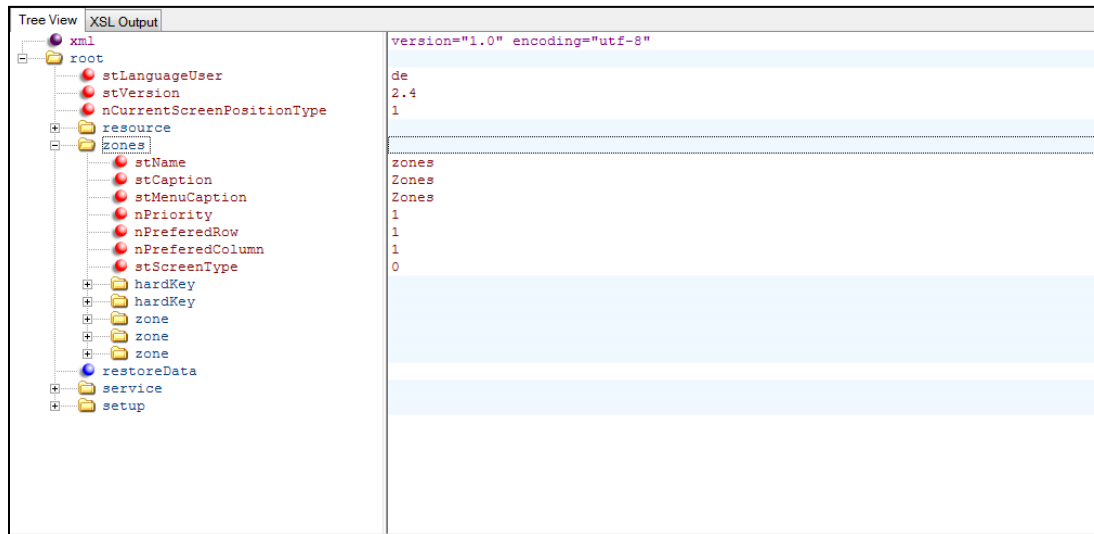 Tree View XSL Output
xml version="1.0" encoding="utf-8"
root
stLanguageUser de
stVersion 2.4
nCurrentScreenPositionType 1
resource
zones
stName zones
stCaption Zones
stMenuCaption Zones
nPriority 1
nPreferedRow 1
nPreferedColumn 1
stScreenType 0
hardKey
hardKey
zone
zone
zone
restoreData
service
setup